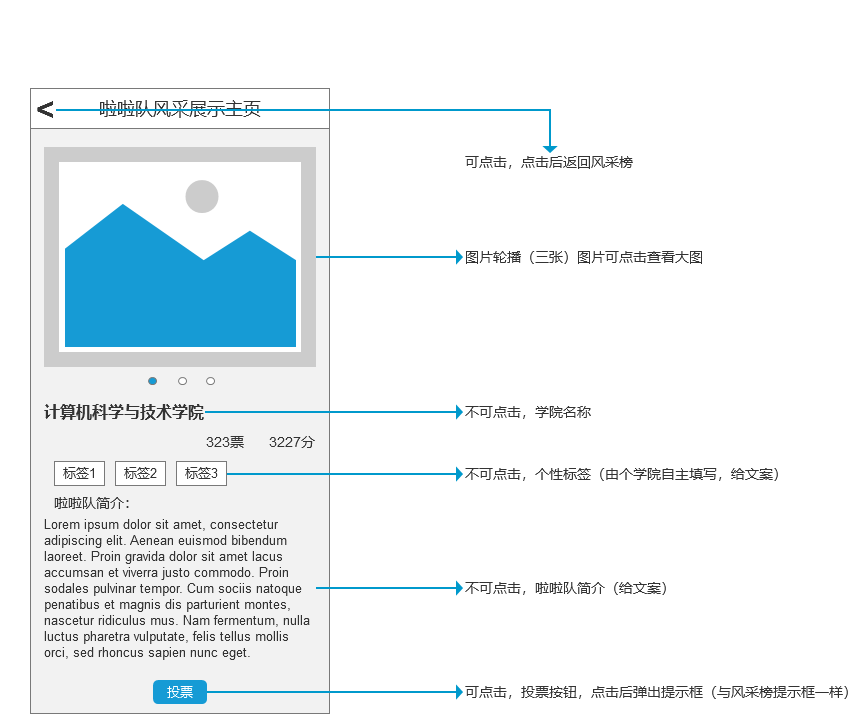 <
啦啦队风采展示主页
可点击，点击后返回风采榜
图片轮播（三张）图片可点击查看大图
计算机科学与技术学院
不可点击，学院名称
323票 3227分
标签1 标签2 标签3
不可点击，个性标签（由个学院自主填写，给文案）
啦啦队简介：
Lorem ipsum dolor sit amet, consectetur
adipiscing elit. Aenean euismod bibendum
laoreet. Proin gravida dolor sit amet lacus
accumsan et viverra justo commodo. Proin
sodales pulvinar tempor. Cum sociis natoque
penatibus et magnis dis parturient montes,
nascetur ridiculus mus. Nam fermentum, nulla
luctus pharetra vulputate, felis tellus mollis
orci, sed rhoncus sapien nunc eget.
不可点击，啦啦队简介（给文案）
投票
可点击，投票按钮，点击后弹出提示框（与风采榜提示框一样）